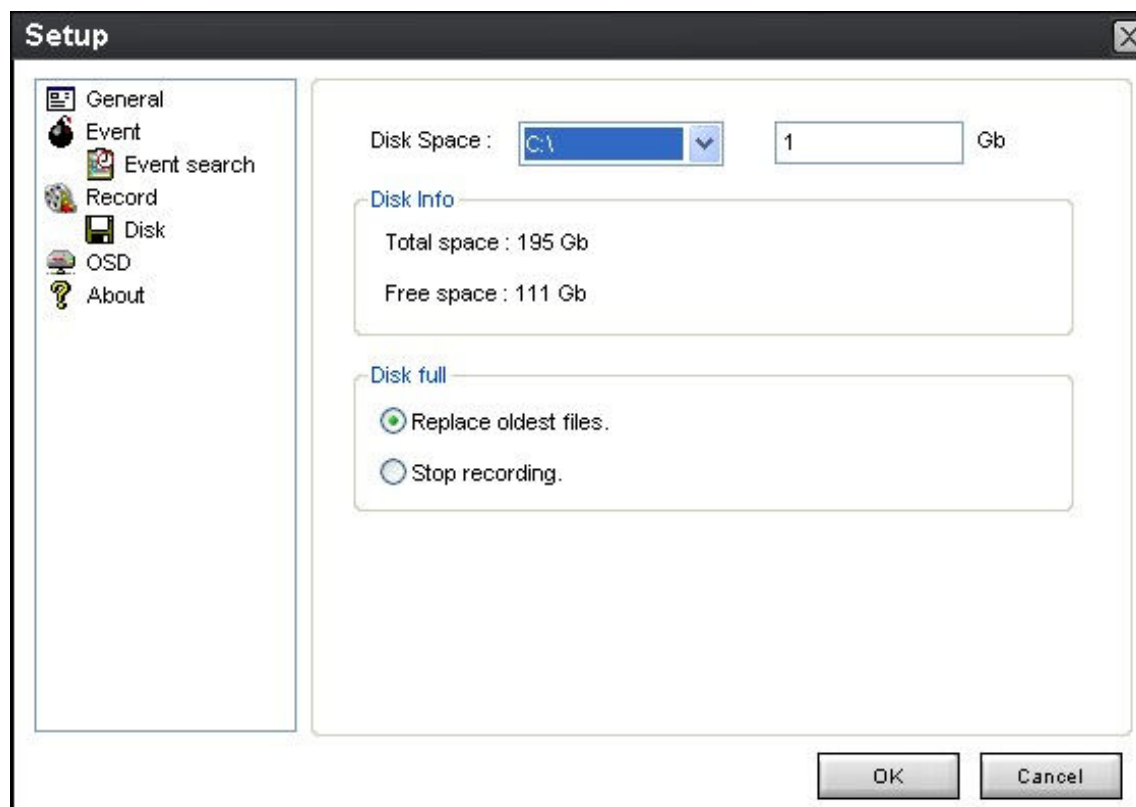 Setup
General
Event
Event search
Record
Disk
OSD
About
Disk Space : C:\ 1 Gb
Disk Info
Total space : 195 Gb
Free space : 111 Gb
Disk full
Replace oldest files.
Stop recording.
OK Cancel